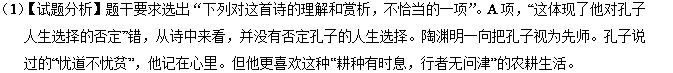 （1）【试题分析】题干要求选出“下列对这首诗的理解和赏析，不恰当的一项”。A 项，“这体现了他对孔子
人生选择的否定”错，从诗中来看，并没有否定孔子的人生选择。陶渊明一向把孔子视为先师。孔子说
过的“忧道不忧贫”，他记在心里。但他更喜欢这种“耕种有时息，行者无问津”的农耕生活。